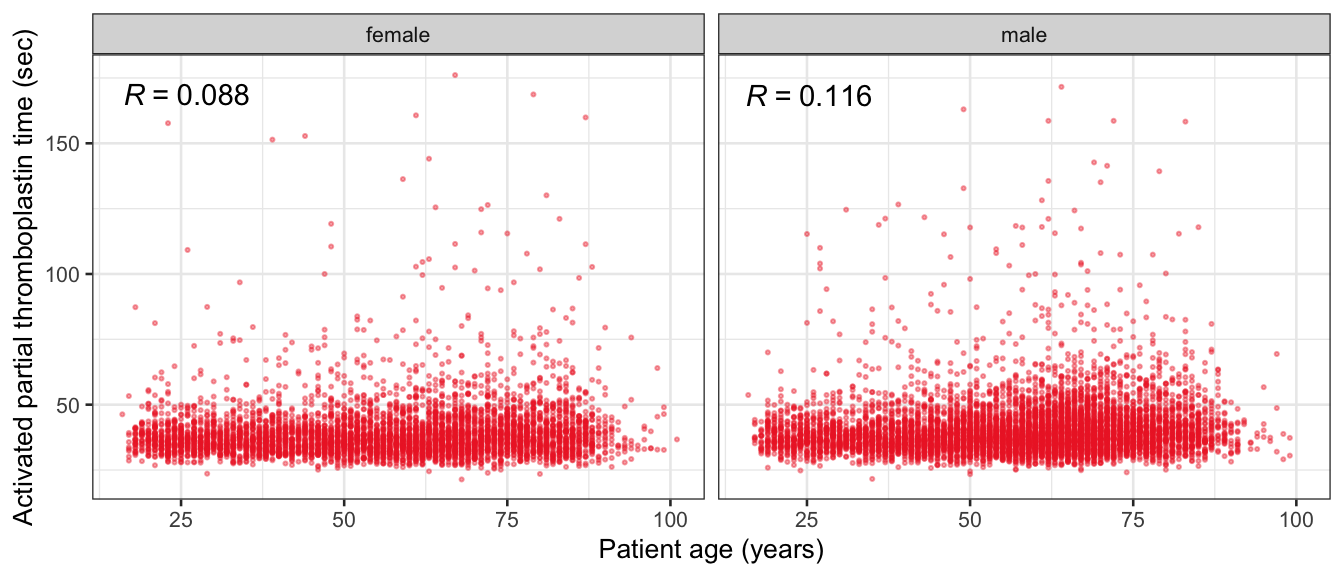 female
male
Activated partial thromboplastin time (sec)
R = 0.088
R = 0.116
150
100
50
25
50
75
100
25
50
75
100
Patient age (years)